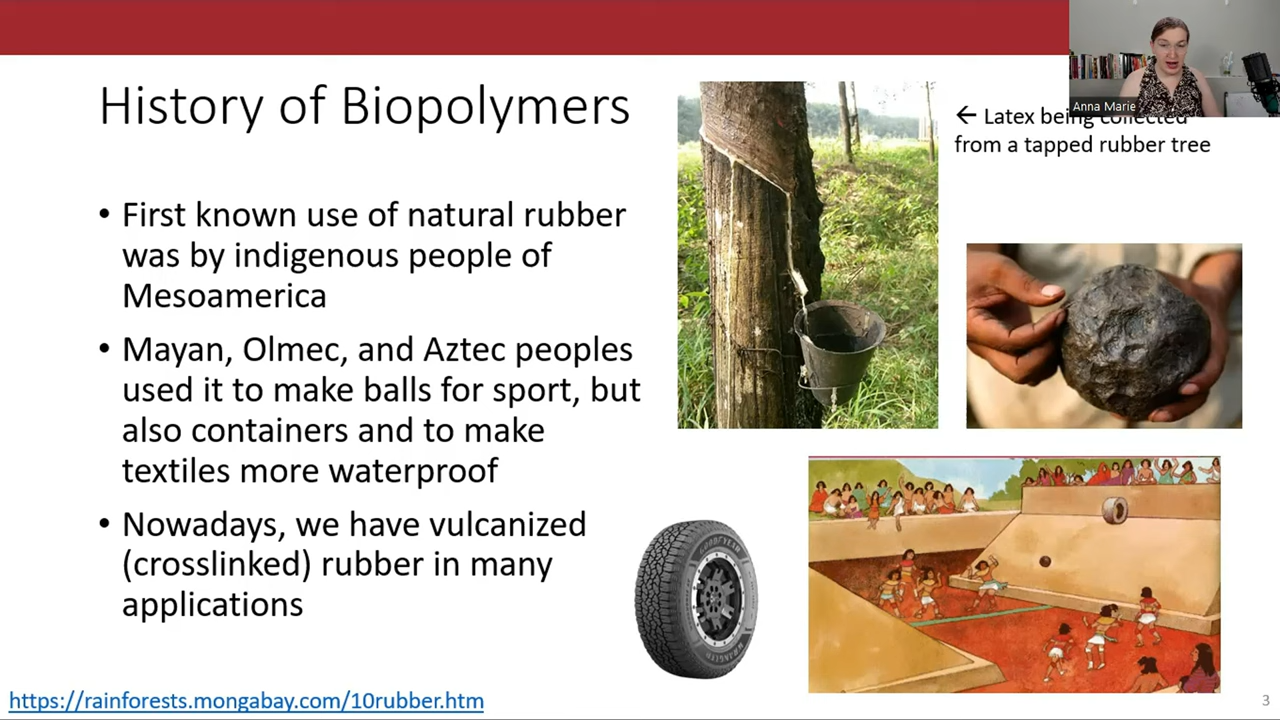 Anna Marie
History of Biopolymers
← Latex being collected
from a tapped rubber tree
• First known use of natural rubber
was by indigenous people of
Mesoamerica
• Mayan, Olmec, and Aztec peoples
used it to make balls for sport, but
also containers and to make
textiles more waterproof
• Nowadays, we have vulcanized
(crosslinked) rubber in many
applications
GOODYEAR
WRANGLER
https://rainforests.mongabay.com/10rubber.htm
3